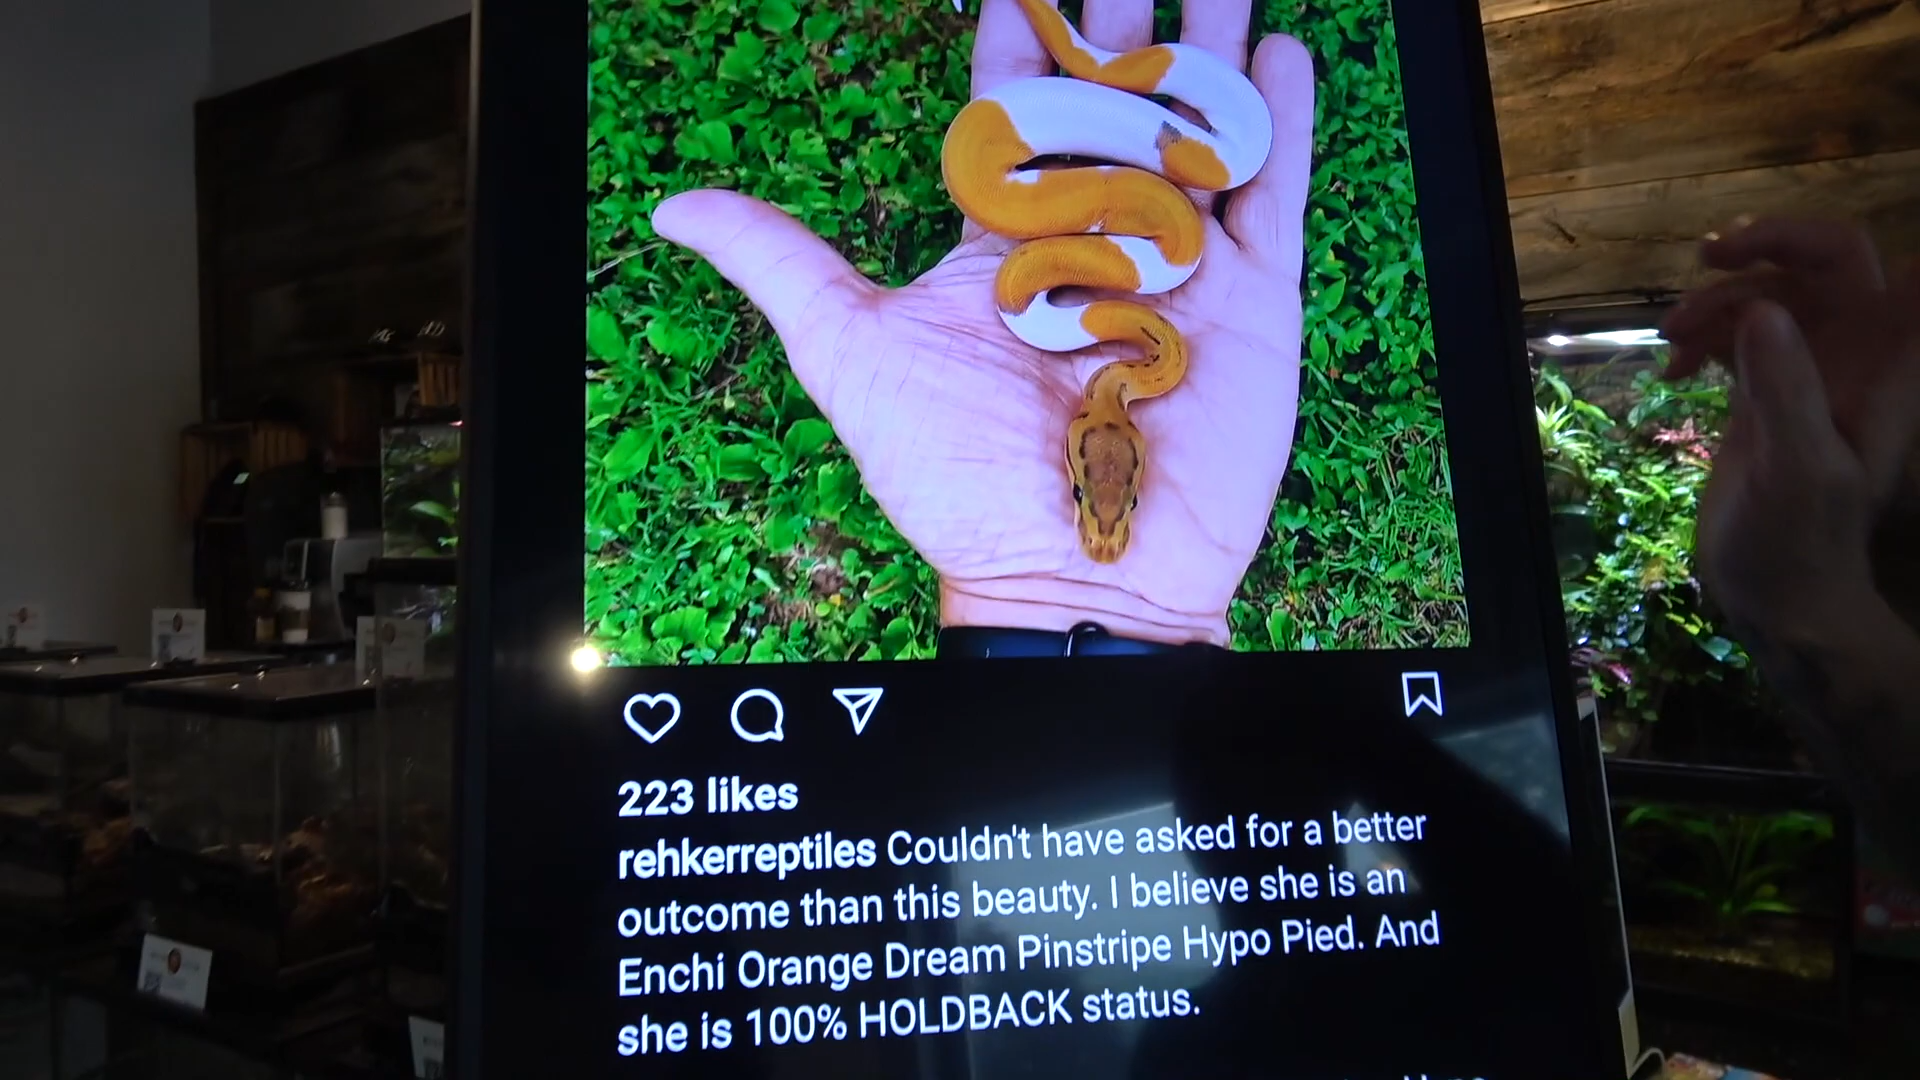 223 likes
rehkerreptiles Couldn't have asked for a better
outcome than this beauty. I believe she is an
Enchi Orange Dream Pinstripe Hypo Pied. And
she is 100% HOLDBACK status.